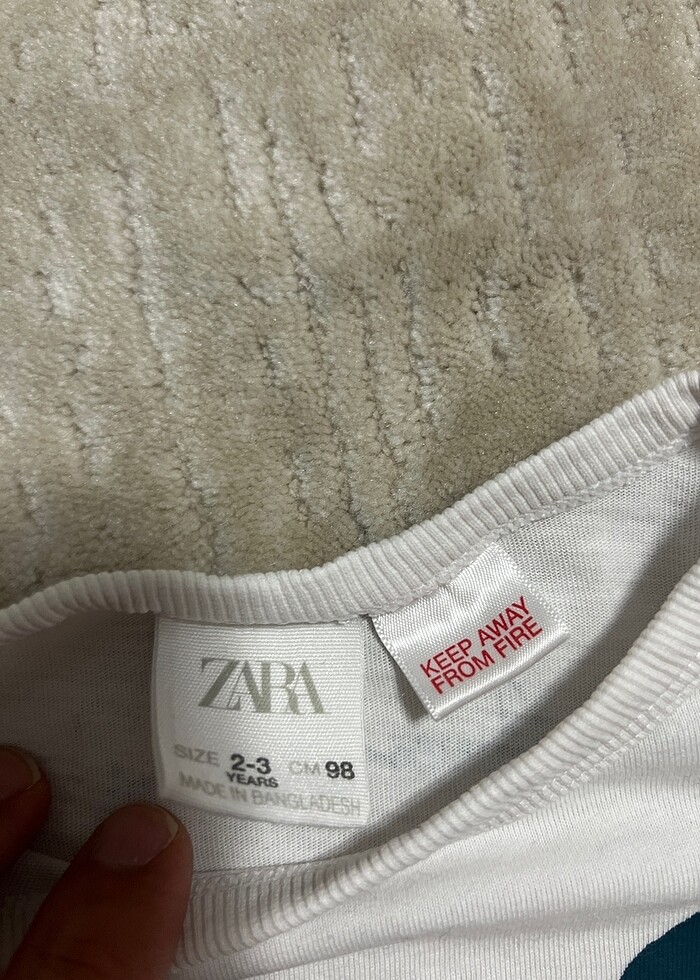 ZARA
SIZE 2-3 YEARS CM 98
MADE IN BANGLADESH
KEEP AWAY
FROM FIRE